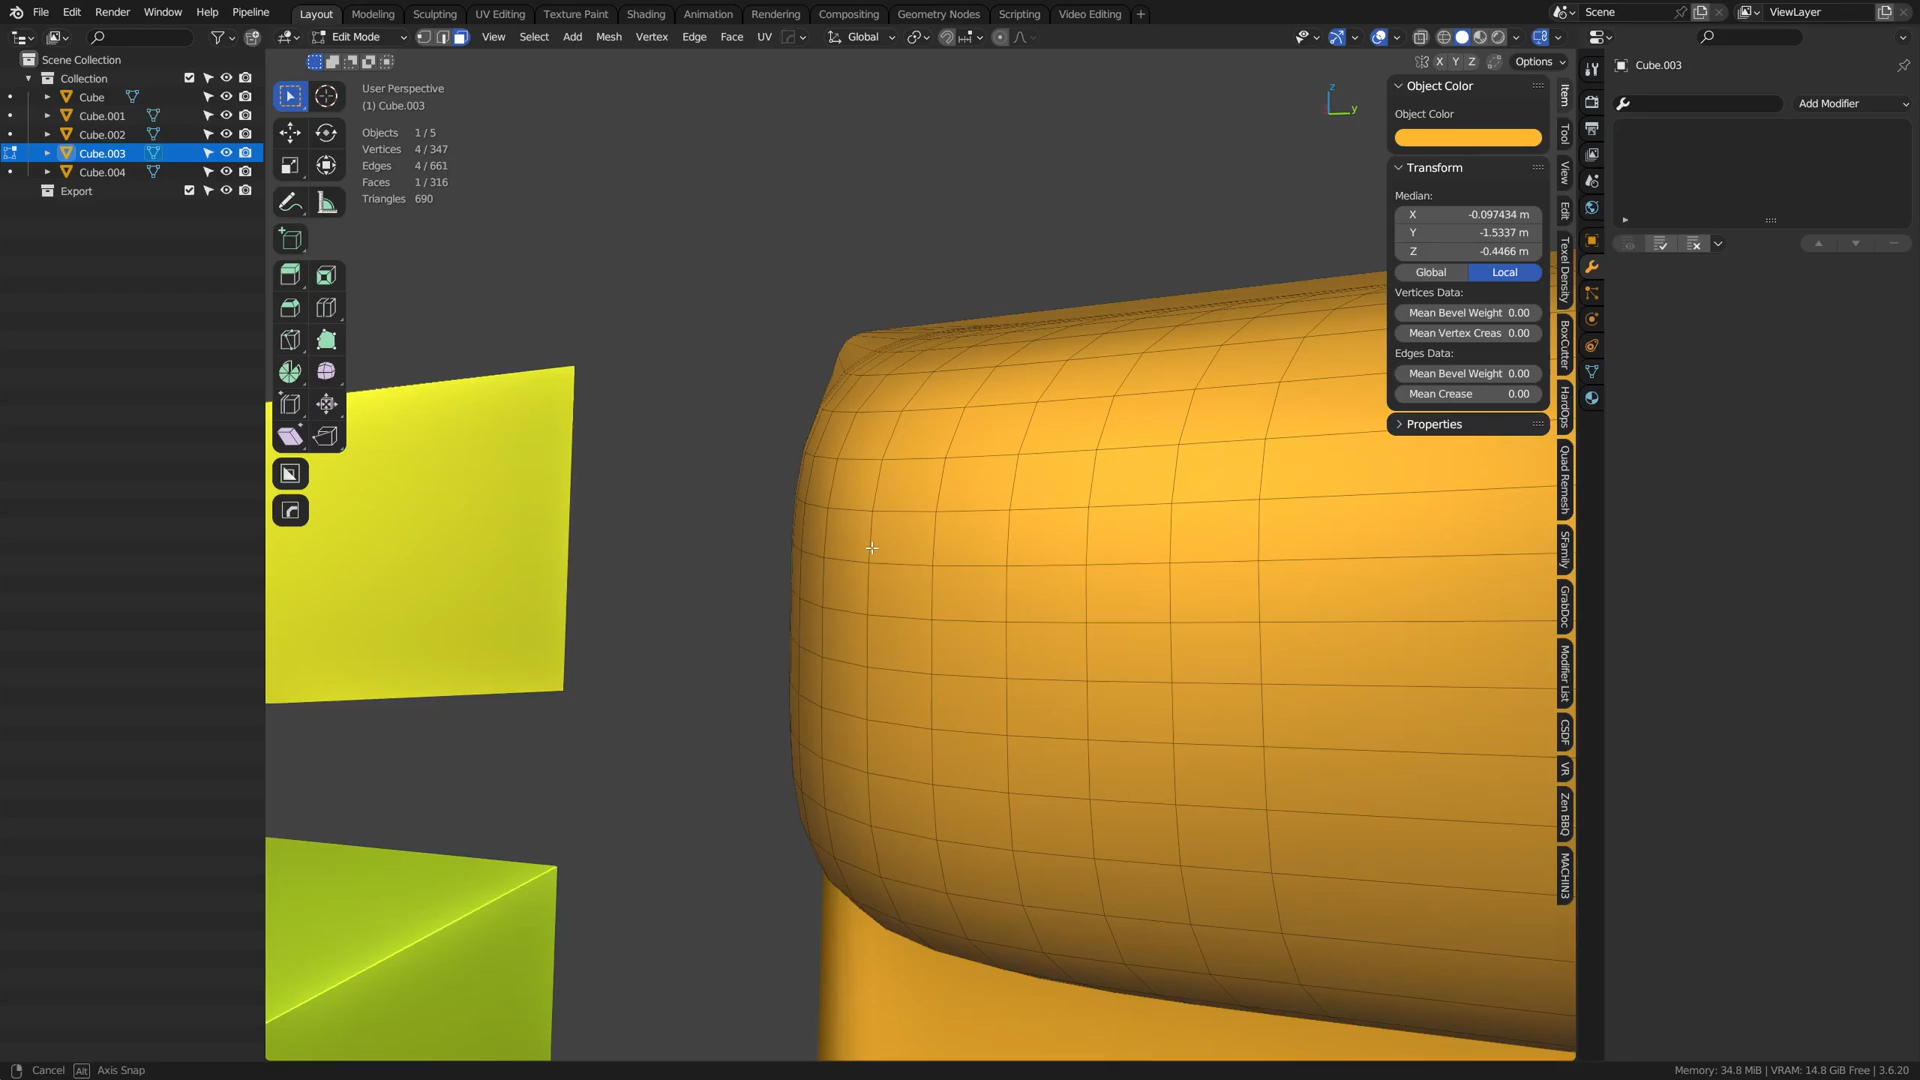 File Edit Render Window Help Pipeline
Layout Modeling Sculpting UV Editing Texture Paint Shading Animation Rendering Compositing Geometry Nodes Scripting Video Editing +
Scene
ViewLayer
Edit Mode
View Select Add Mesh Vertex Edge Face UV
Global
X Y Z
Options
Scene Collection
Collection
Cube
Cube.001
Cube.002
Cube.003
Cube.004
Export
User Perspective
(1) Cube.003
Objects 1 / 5
Vertices 4 / 347
Edges 4 / 661
Faces 1 / 316
Triangles 690
z
y
Object Color
Object Color
Transform
Median:
X -0.097434 m
Y -1.5337 m
Z -0.4466 m
Global Local
Vertices Data:
Mean Bevel Weight 0.00
Mean Vertex Creas 0.00
Edges Data:
Mean Bevel Weight 0.00
Mean Crease 0.00
Properties
Item
Tool
View
Edit
Texel Density
BoxCutter
HardOps
Quad Remesh
SFamily
GrabDoc
Modifier List
CSDF
VR
Zen BBQ
MACHIN3
Cube.003
Add Modifier
Cancel Alt Axis Snap
Memory: 34.8 MiB | VRAM: 14.8 GiB Free | 3.6.20